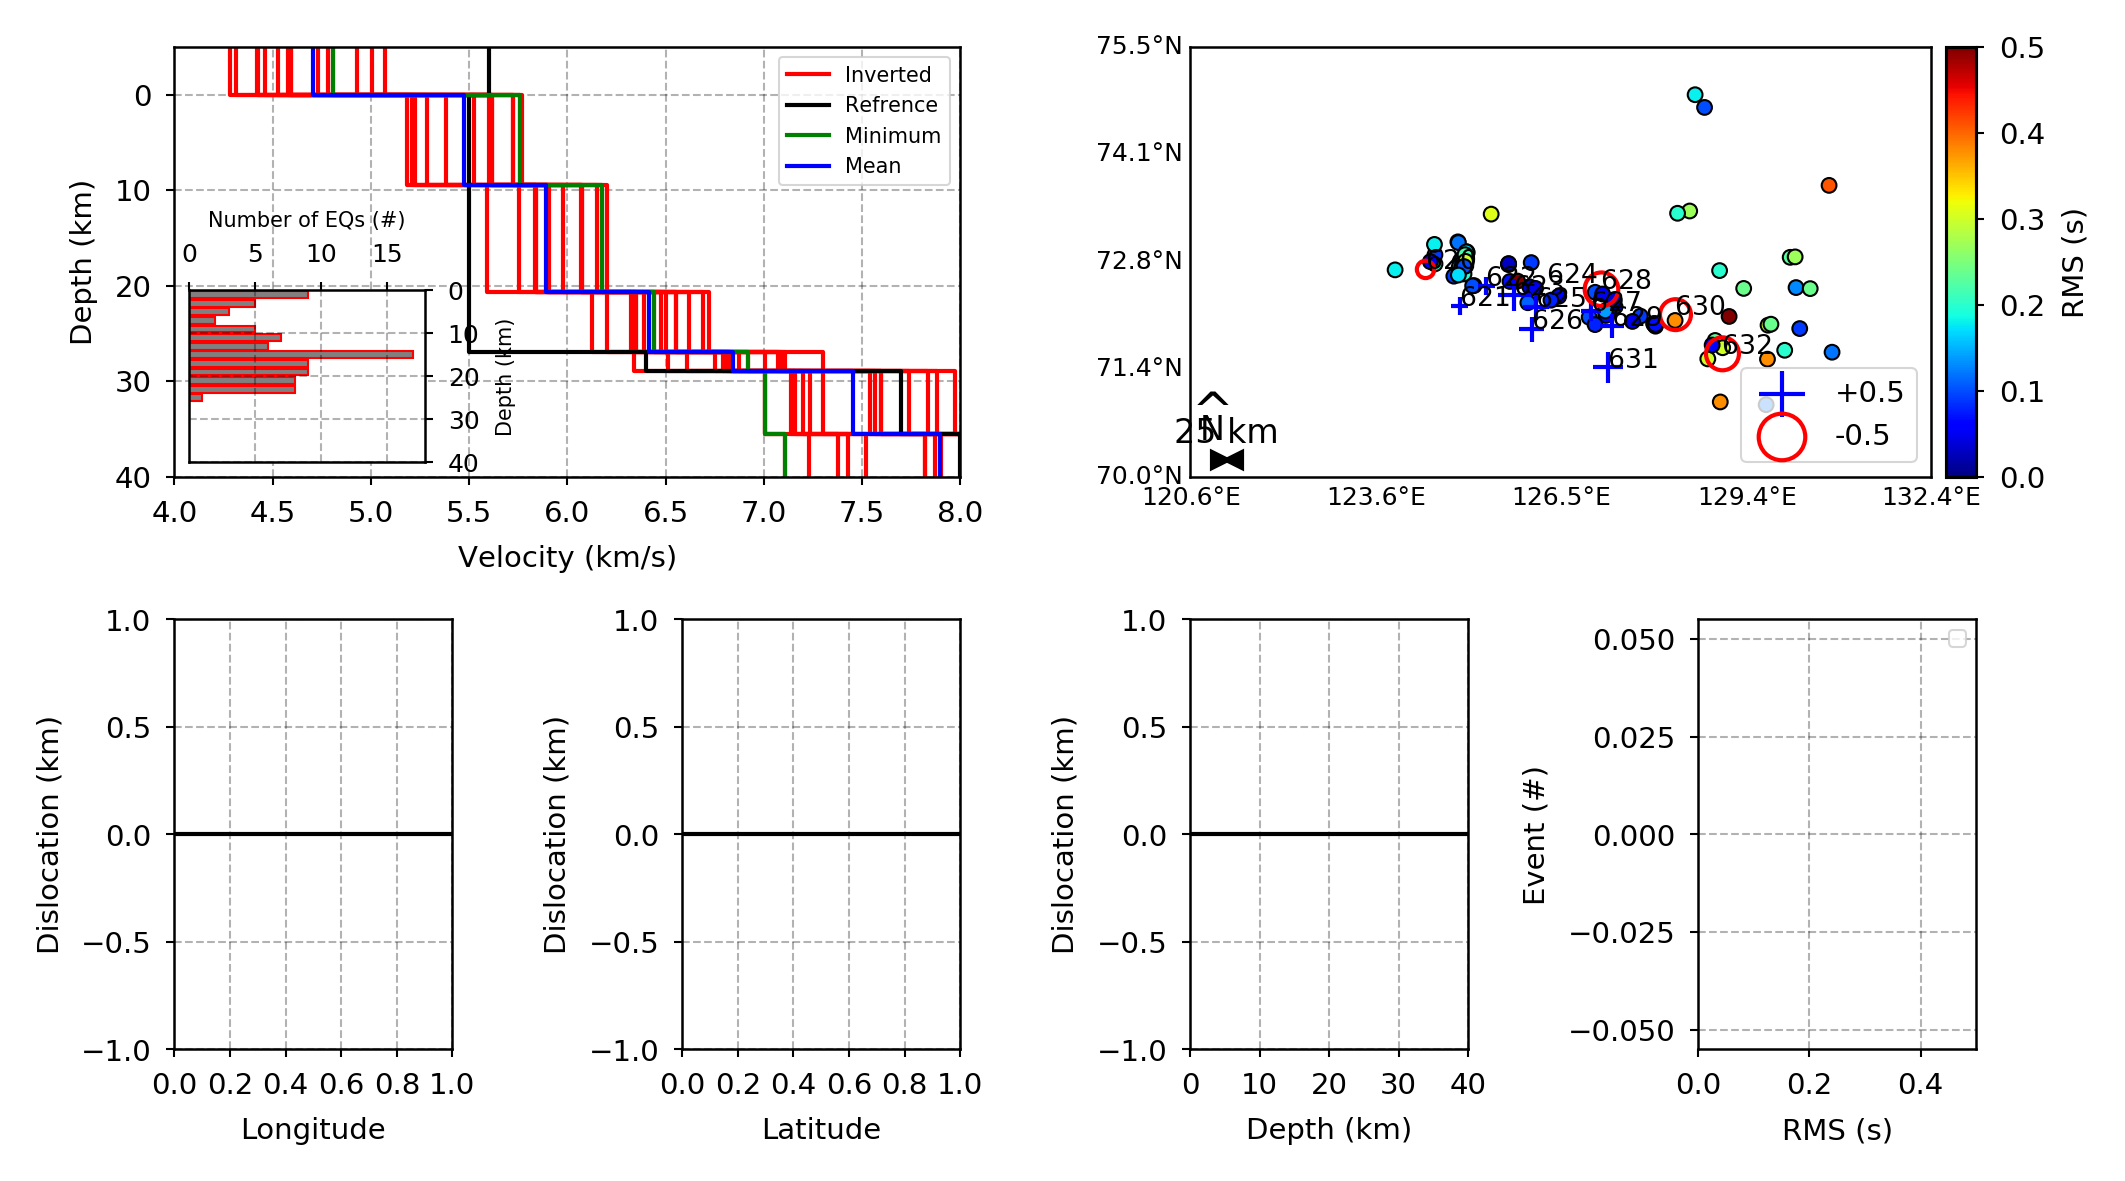 0
10
20
30
40
Depth (km)
4.0 4.5 5.0 5.5 6.0 6.5 7.0 7.5 8.0
Velocity (km/s)
Inverted
Refrence
Minimum
Mean
Number of EQs (#)
0 5 10 15
0
10
20
30
40
Depth (km)
75.5°N
74.1°N
72.8°N
71.4°N
70.0°N
120.6°E 123.6°E 126.5°E 129.4°E 132.4°E
624
628
621
630
626
632
631
N
25 km
+0.5
-0.5
0.5
0.4
0.3
0.2
0.1
0.0
RMS (s)
1.0
0.5
0.0
−0.5
−1.0
Dislocation (km)
0.0 0.2 0.4 0.6 0.8 1.0
Longitude
1.0
0.5
0.0
−0.5
−1.0
Dislocation (km)
0.0 0.2 0.4 0.6 0.8 1.0
Latitude
1.0
0.5
0.0
−0.5
−1.0
Dislocation (km)
0 10 20 30 40
Depth (km)
0.050
0.025
0.000
−0.025
−0.050
Event (#)
0.0 0.2 0.4
RMS (s)